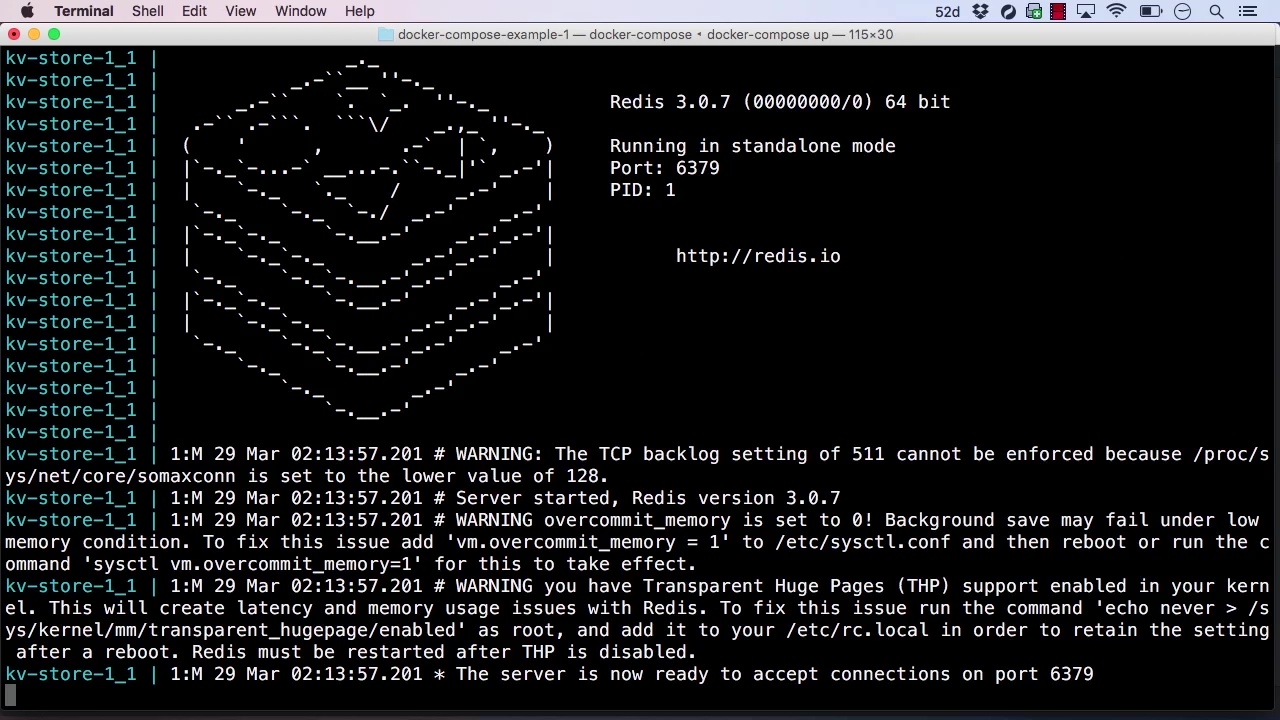 Terminal Shell Edit View Window Help 52d
docker-compose-example-1 — docker-compose • docker-compose up — 115×30
kv-store-1_1 |                   _._
kv-store-1_1 |              _.-``__ ''-._
kv-store-1_1 |         _.-``    `.  `_.  ''-._           Redis 3.0.7 (00000000/0) 64 bit
kv-store-1_1 |     .-`` .-```.  ```\/    _.,_ ''-._
kv-store-1_1 |    (    '      ,       .-`  | `,    )     Running in standalone mode
kv-store-1_1 |    |`-._`-...-` __...-.``-._|'` _.-'|     Port: 6379
kv-store-1_1 |    |    `-._   `._    /     _.-'    |     PID: 1
kv-store-1_1 |     `-._    `-._  `-./  _.-'    _.-'
kv-store-1_1 |    |`-._`-._    `-.__.-'    _.-'_.-'|
kv-store-1_1 |    |    `-._`-._        _.-'_.-'    |           http://redis.io
kv-store-1_1 |     `-._    `-._`-.__.-'_.-'    _.-'
kv-store-1_1 |    |`-._`-._    `-.__.-'    _.-'_.-'|
kv-store-1_1 |    |    `-._`-._        _.-'_.-'    |
kv-store-1_1 |     `-._    `-._`-.__.-'_.-'    _.-'
kv-store-1_1 |         `-._    `-.__.-'    _.-'
kv-store-1_1 |             `-._        _.-'
kv-store-1_1 |                 `-.__.-'
kv-store-1_1 |
kv-store-1_1 | 1:M 29 Mar 02:13:57.201 # WARNING: The TCP backlog setting of 511 cannot be enforced because /proc/s
ys/net/core/somaxconn is set to the lower value of 128.
kv-store-1_1 | 1:M 29 Mar 02:13:57.201 # Server started, Redis version 3.0.7
kv-store-1_1 | 1:M 29 Mar 02:13:57.201 # WARNING overcommit_memory is set to 0! Background save may fail under low
memory condition. To fix this issue add 'vm.overcommit_memory = 1' to /etc/sysctl.conf and then reboot or run the c
ommand 'sysctl vm.overcommit_memory=1' for this to take effect.
kv-store-1_1 | 1:M 29 Mar 02:13:57.201 # WARNING you have Transparent Huge Pages (THP) support enabled in your kern
el. This will create latency and memory usage issues with Redis. To fix this issue run the command 'echo never > /s
ys/kernel/mm/transparent_hugepage/enabled' as root, and add it to your /etc/rc.local in order to retain the setting
 after a reboot. Redis must be restarted after THP is disabled.
kv-store-1_1 | 1:M 29 Mar 02:13:57.201 * The server is now ready to accept connections on port 6379